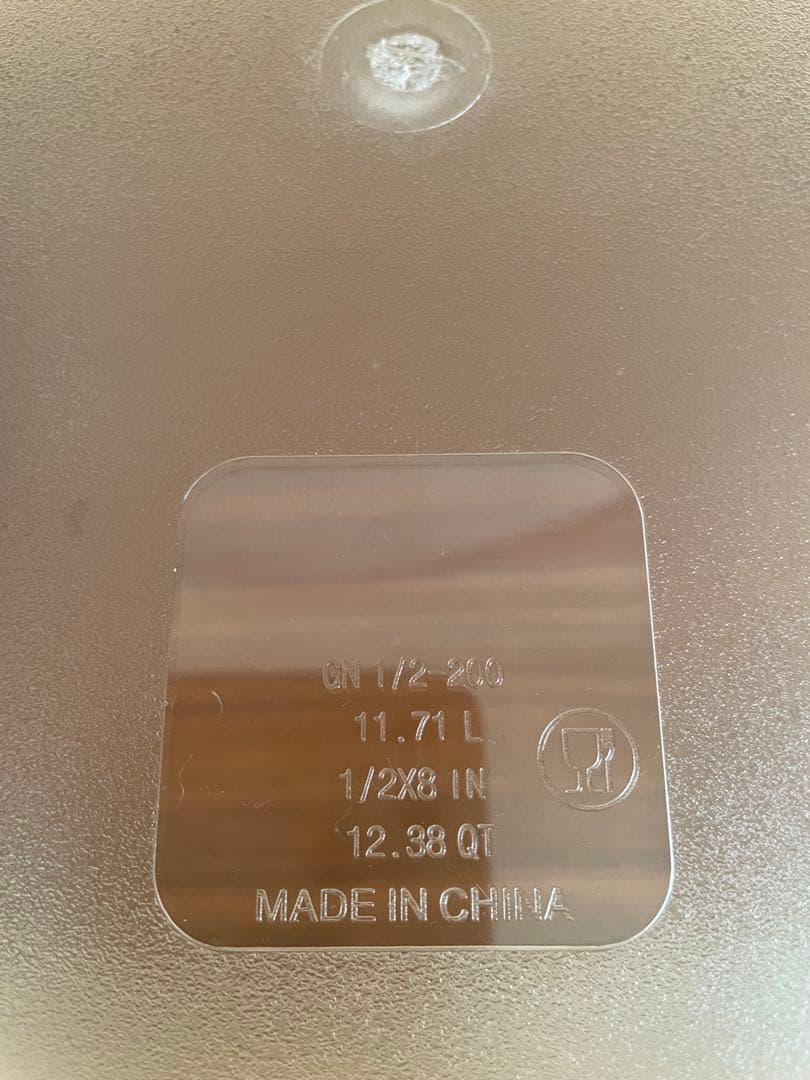 GN 1/2-200
11.71 L
1/2X8 IN
12.38 QT
MADE IN CHINA